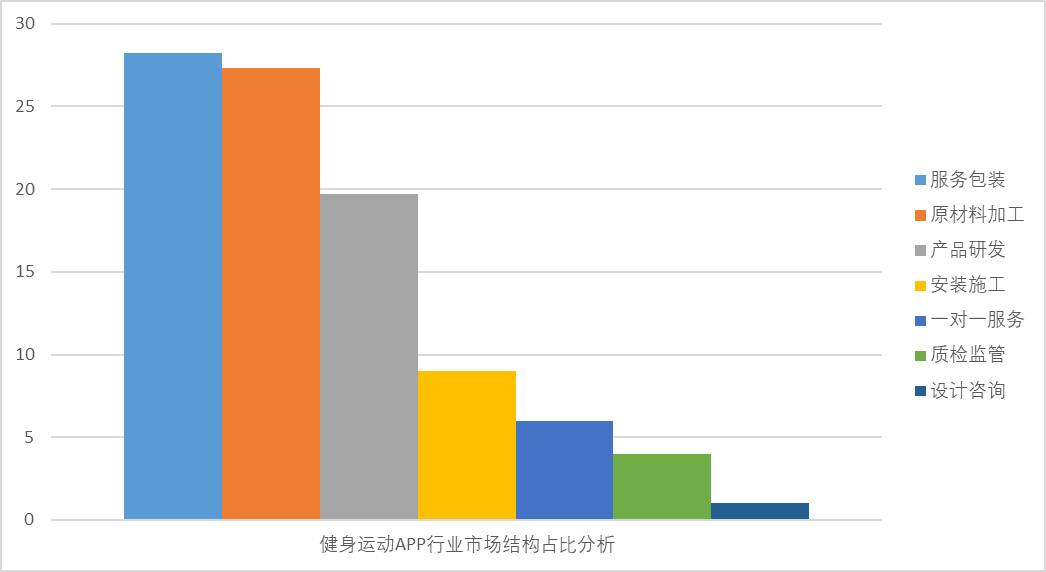 30
25
20
15
10
5
0
服务包装
原材料加工
产品研发
安装施工
一对一服务
质检监管
设计咨询
健身运动APP行业市场结构占比分析